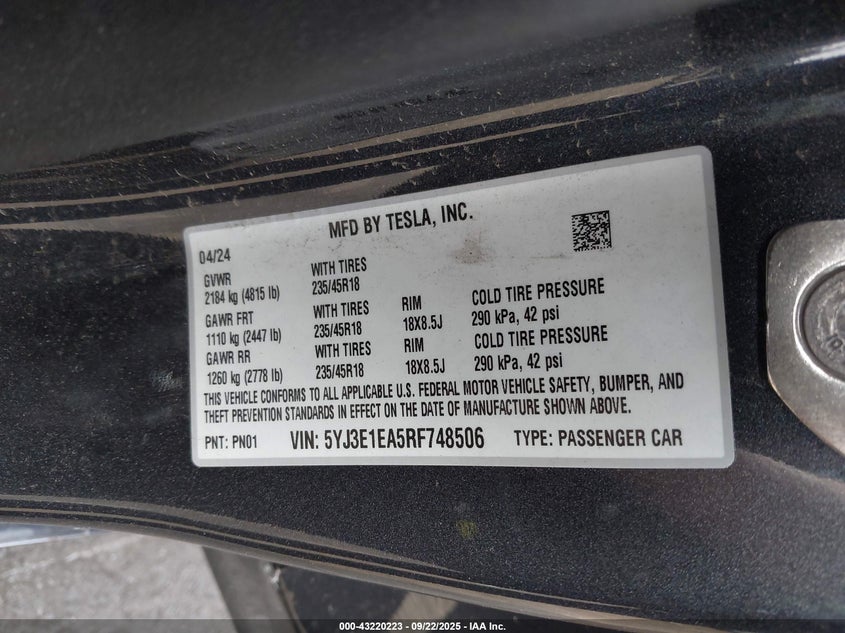 MFD BY TESLA, INC.
04/24
GVWR WITH TIRES
2184 kg (4815 lb) 235/45R18
GAWR FRT WITH TIRES RIM COLD TIRE PRESSURE
1110 kg (2447 lb) 235/45R18 18X8.5J 290 kPa, 42 psi
GAWR RR WITH TIRES RIM COLD TIRE PRESSURE
1260 kg (2778 lb) 235/45R18 18X8.5J 290 kPa, 42 psi
THIS VEHICLE CONFORMS TO ALL APPLICABLE U.S. FEDERAL MOTOR VEHICLE SAFETY, BUMPER, AND
THEFT PREVENTION STANDARDS IN EFFECT ON THE DATE OF MANUFACTURE SHOWN ABOVE.
PNT: PN01 VIN: 5YJ3E1EA5RF748506 TYPE: PASSENGER CAR
000-43220223 - 09/22/2025 - IAA Inc.